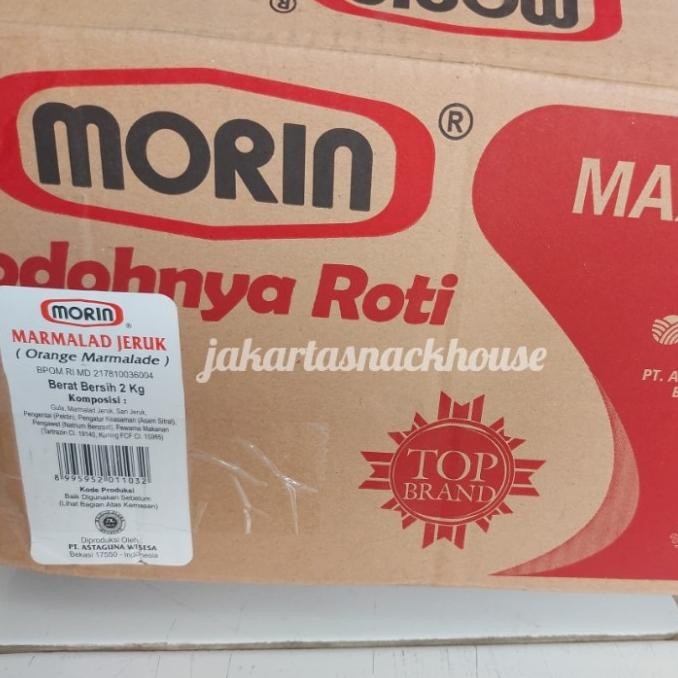 MORIN
®
MORIN ®
MA
odohnya Roti
MORIN ®
MARMALAD JERUK
( Orange Marmalade )
BPOM RI MD 217810036004
Berat Bersih 2 Kg
Komposisi :
Gula, Marmalad Jeruk, Sari Jeruk,
Pengental (Pektin), Pengatur Keasaman (Asam Sitrat),
Pengawet (Natrium Benzoat), Pewarna Makanan
(Tartrazin CI. 19140, Kuning FCF CI. 15985)
8 995952 011032
Kode Produksi
Baik Digunakan Sebelum
(Lihat Bagian Atas Kemasan)
Diproduksi Oleh :
PT. ASTAGUNA WISESA
Bekasi 17550 - Indonesia
jakartasnackhouse
TOP
BRAND
PT. A